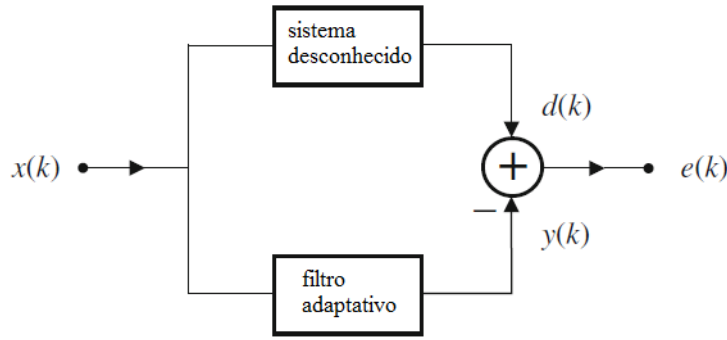 sistema
desconhecido
d(k)
x(k)
+
e(k)
−
y(k)
filtro
adaptativo